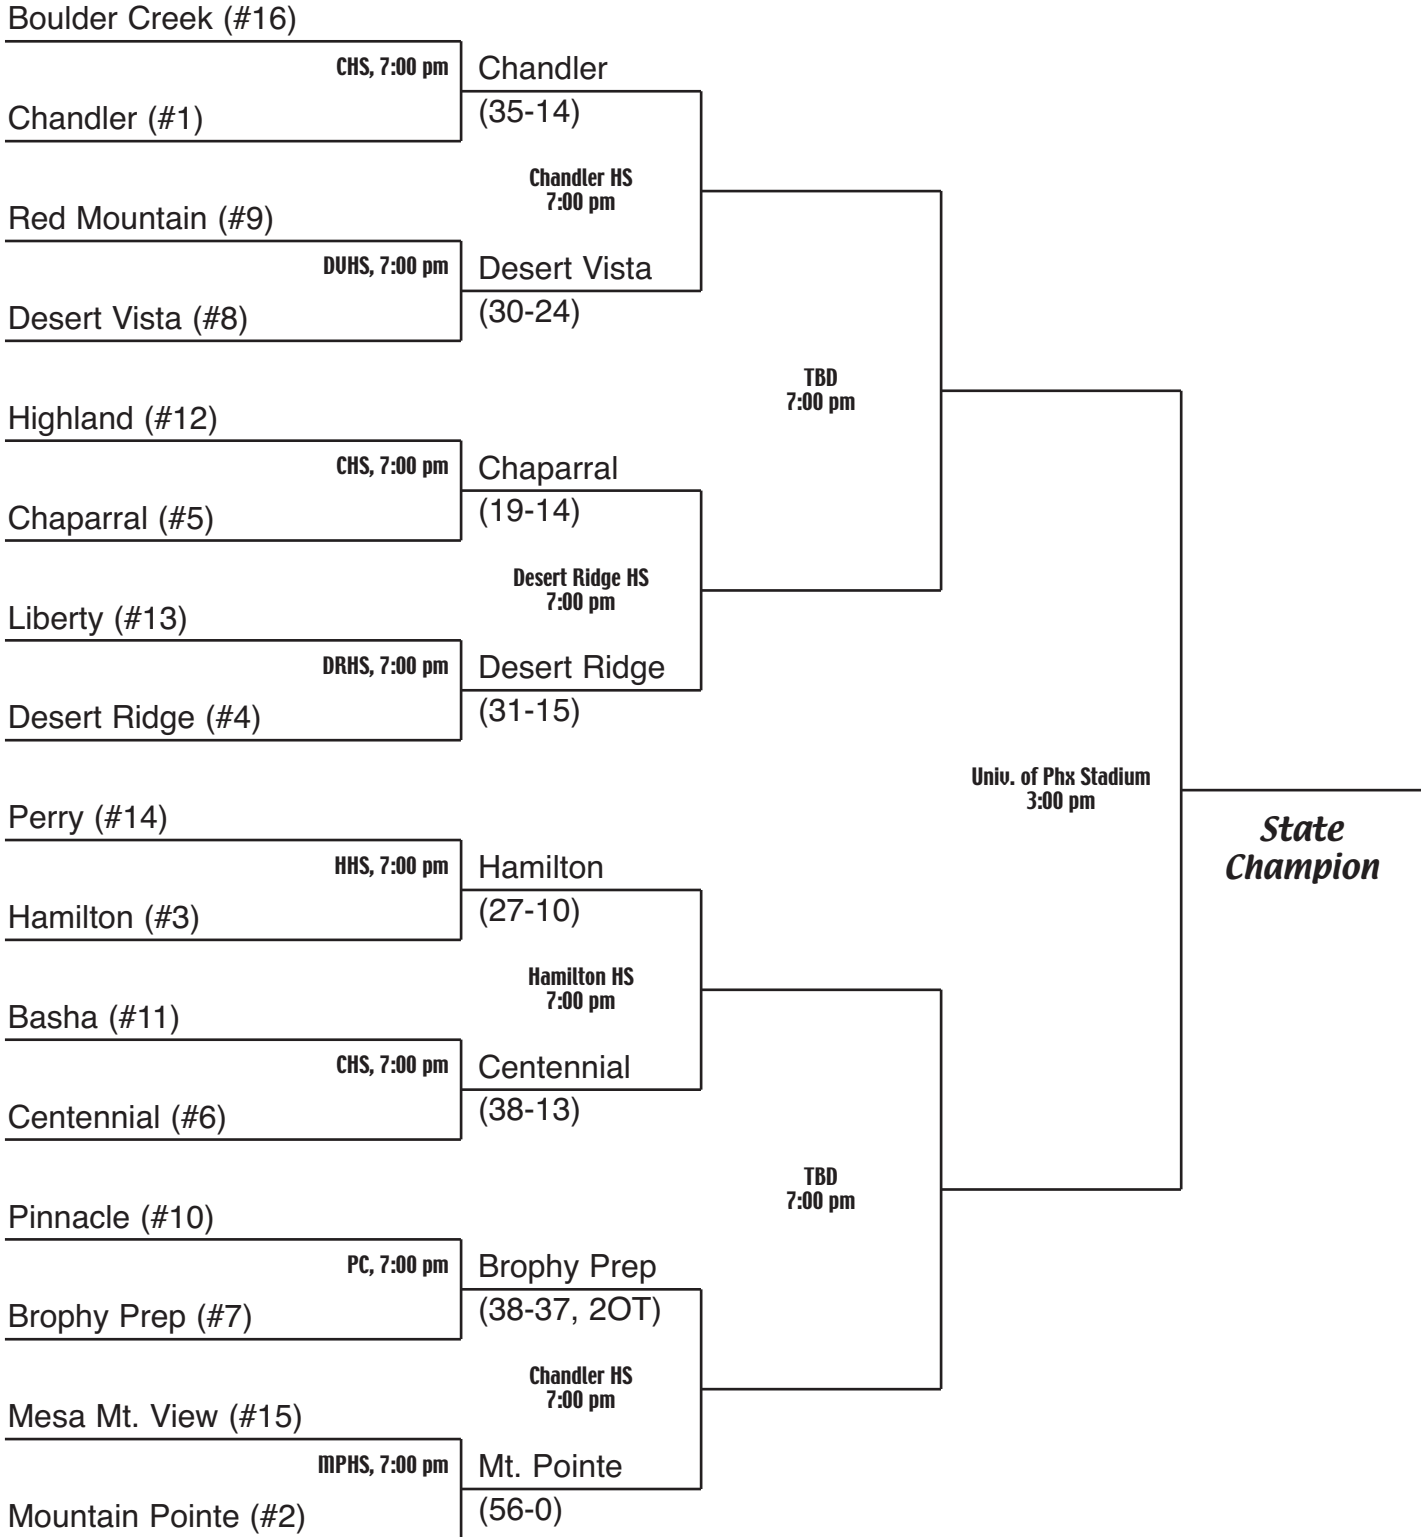 Boulder Creek (#16)
CHS, 7:00 pm
Chandler
Chandler (#1)
(35-14)
Chandler HS
7:00 pm
Red Mountain (#9)
DVHS, 7:00 pm
Desert Vista
Desert Vista (#8)
(30-24)
TBD
7:00 pm
Highland (#12)
CHS, 7:00 pm
Chaparral
Chaparral (#5)
(19-14)
Desert Ridge HS
7:00 pm
Liberty (#13)
DRHS, 7:00 pm
Desert Ridge
Desert Ridge (#4)
(31-15)
Univ. of Phx Stadium
3:00 pm
State
Champion
Perry (#14)
HHS, 7:00 pm
Hamilton
Hamilton (#3)
(27-10)
Hamilton HS
7:00 pm
Basha (#11)
CHS, 7:00 pm
Centennial
Centennial (#6)
(38-13)
TBD
7:00 pm
Pinnacle (#10)
PC, 7:00 pm
Brophy Prep
Brophy Prep (#7)
(38-37, 2OT)
Chandler HS
7:00 pm
Mesa Mt. View (#15)
MPHS, 7:00 pm
Mt. Pointe
Mountain Pointe (#2)
(56-0)